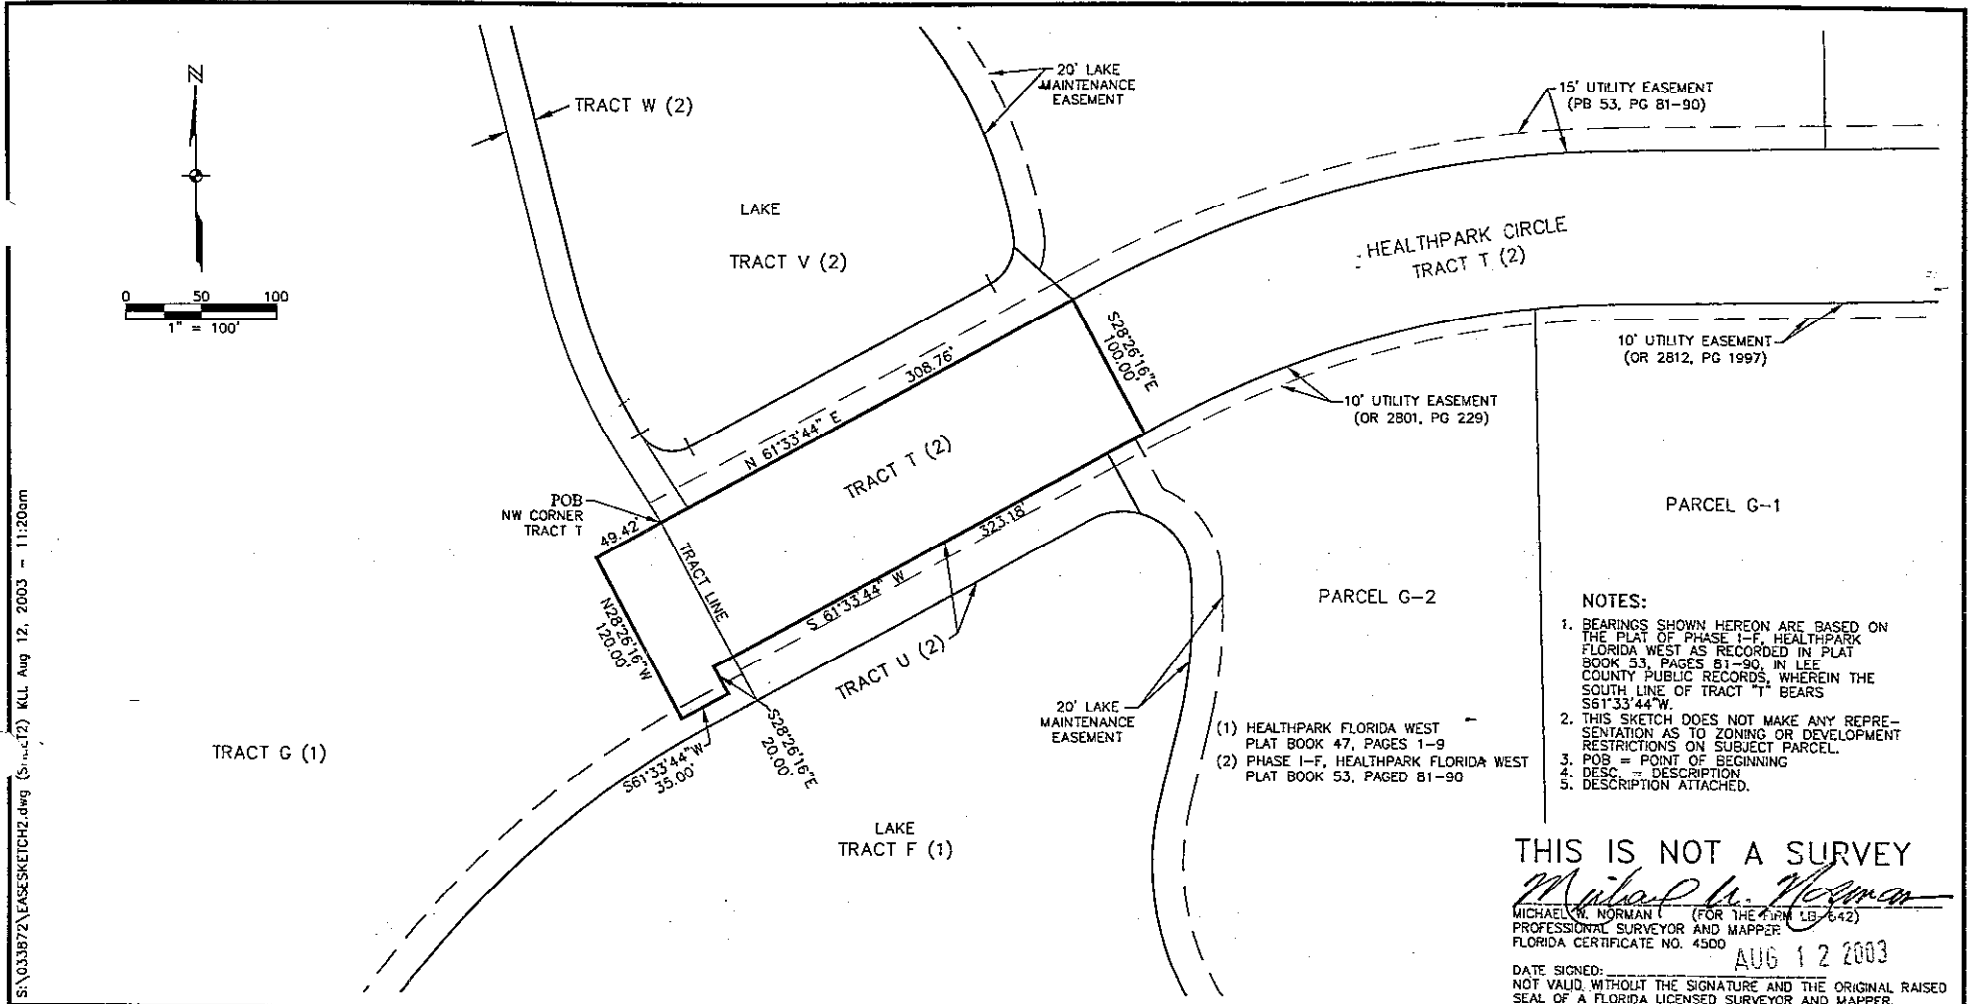 N
0 50 100
1" = 100'
TRACT W (2)
20' LAKE
MAINTENANCE
EASEMENT
15' UTILITY EASEMENT
(PB 53, PG 81-90)
LAKE
TRACT V (2)
HEALTHPARK CIRCLE
TRACT T (2)
S28°26'16"E
100.00'
10' UTILITY EASEMENT
(OR 2812, PG 1997)
308.76'
N 61°33'44" E
10' UTILITY EASEMENT
(OR 2801, PG 229)
TRACT T (2)
POB
NW CORNER
TRACT T
49.42'
TRACT LINE
323.18'
S 61°33'44" W
PARCEL G-1
PARCEL G-2
N28°26'16"W
120.00'
TRACT U (2)
20' LAKE
MAINTENANCE
EASEMENT
S28°26'16"E
20.00'
S61°33'44"W
35.00'
TRACT G (1)
LAKE
TRACT F (1)
(1) HEALTHPARK FLORIDA WEST
PLAT BOOK 47, PAGES 1-9
(2) PHASE I-F, HEALTHPARK FLORIDA WEST
PLAT BOOK 53, PAGED 81-90
NOTES:
1. BEARINGS SHOWN HEREON ARE BASED ON
THE PLAT OF PHASE I-F, HEALTHPARK
FLORIDA WEST AS RECORDED IN PLAT
BOOK 53, PAGES 81-90, IN LEE
COUNTY PUBLIC RECORDS, WHEREIN THE
SOUTH LINE OF TRACT "T" BEARS
S61°33'44"W.
2. THIS SKETCH DOES NOT MAKE ANY REPRE-
SENTATION AS TO ZONING OR DEVELOPMENT
RESTRICTIONS ON SUBJECT PARCEL.
3. POB = POINT OF BEGINNING
4. DESC. = DESCRIPTION
5. DESCRIPTION ATTACHED.
THIS IS NOT A SURVEY
Michael W. Norman
MICHAEL W. NORMAN (FOR THE FIRM LB-642)
PROFESSIONAL SURVEYOR AND MAPPER
FLORIDA CERTIFICATE NO. 4500
AUG 12 2003
DATE SIGNED:
NOT VALID WITHOUT THE SIGNATURE AND THE ORIGINAL RAISED
SEAL OF A FLORIDA LICENSED SURVEYOR AND MAPPER.
S:\033872\EASESKETCH2.dwg KLL Aug 12, 2003 - 11:20am